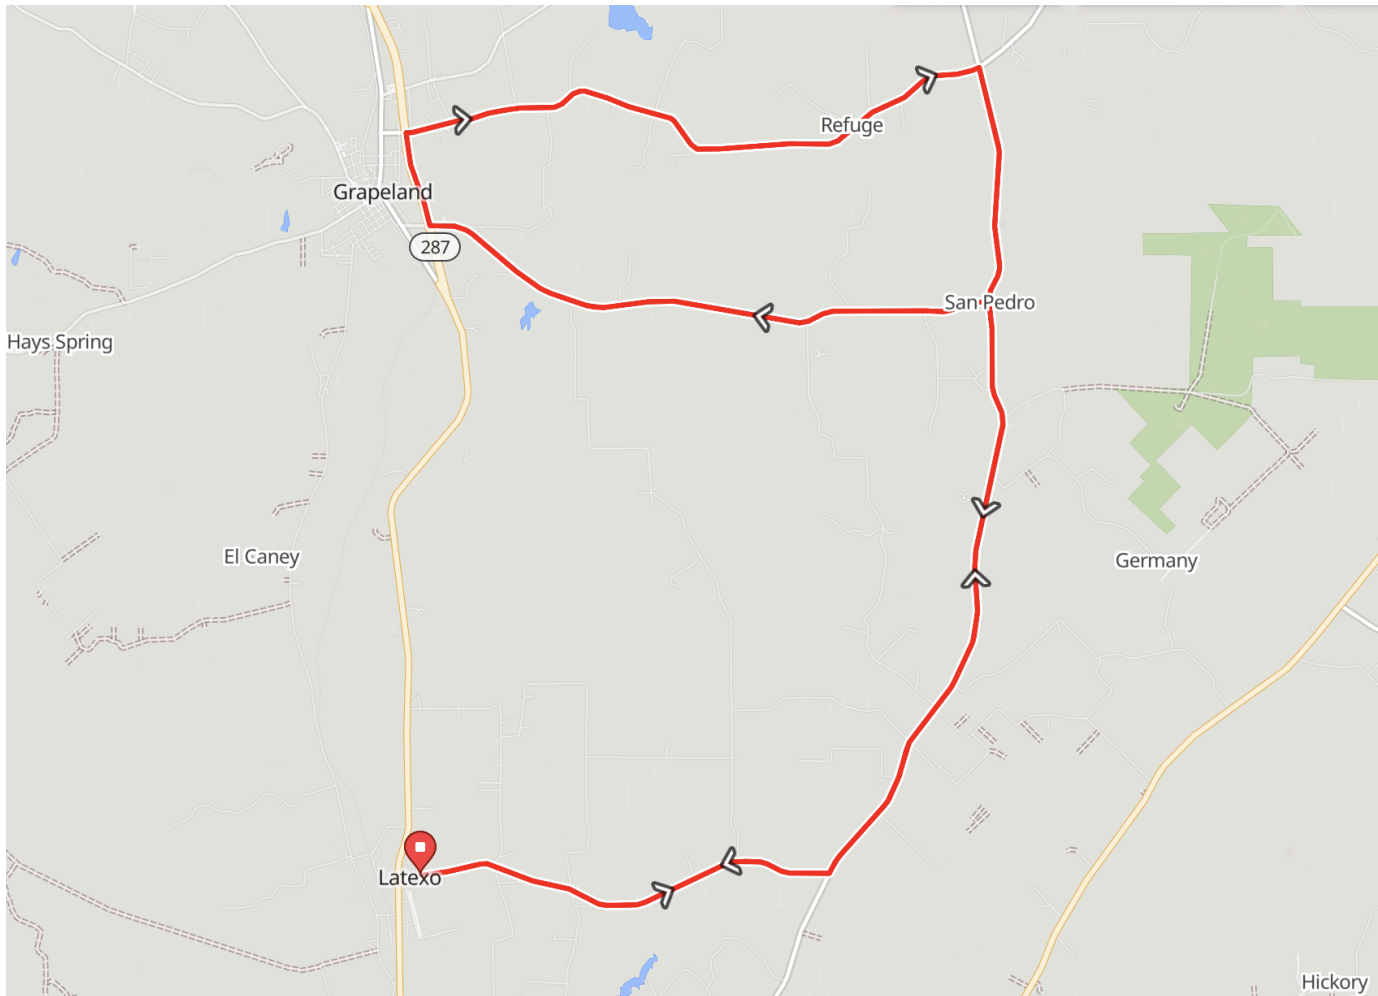 Refuge
Grapeland
287
San Pedro
Hays Spring
El Caney
Germany
Latexo
Hickory